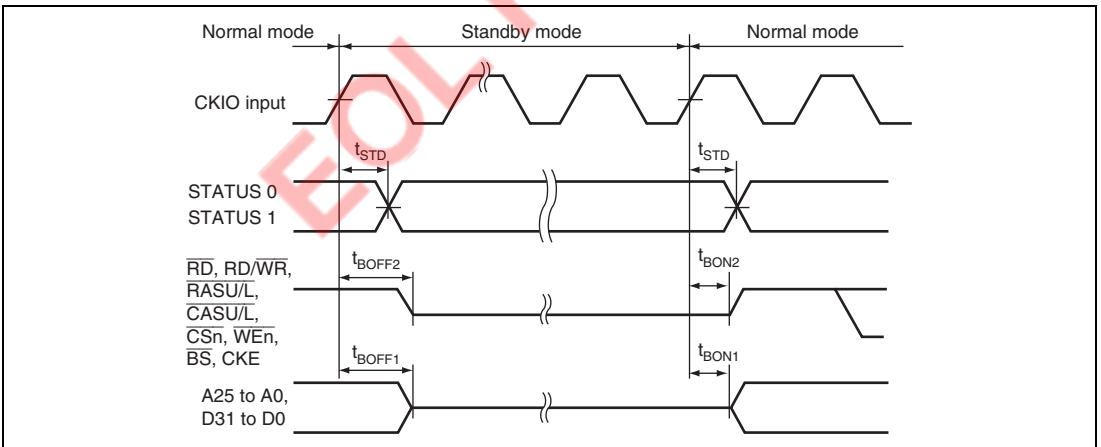 Normal mode Standby mode Normal mode
CKIO input
tSTD tSTD
STATUS 0
STATUS 1
tBOFF2 tBON2
RD, RD/WR,
RASU/L,
CASU/L,
CSn, WEn,
BS, CKE
tBOFF1 tBON1
A25 to A0,
D31 to D0
EOL